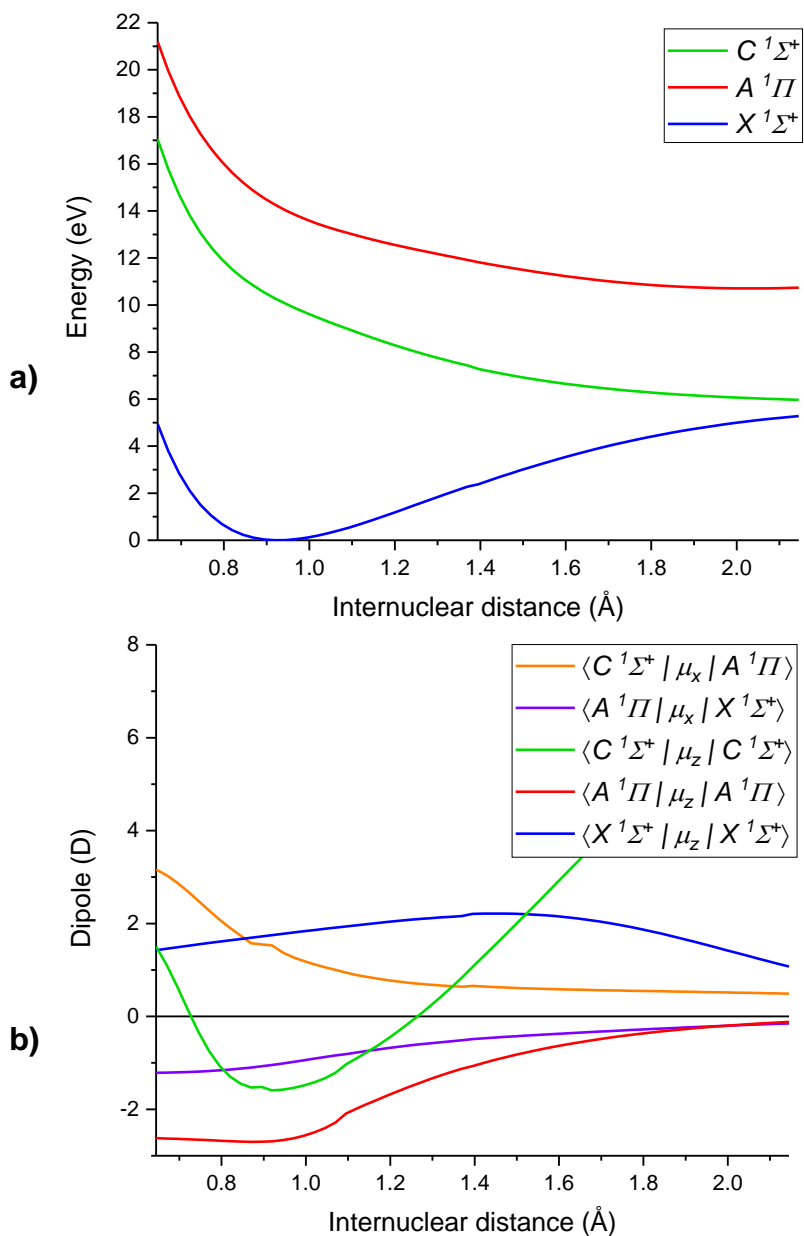 22
20
18
16
14
12
10
8
6
4
2
0
Energy (eV)
C ¹Σ⁺
A ¹Π
X ¹Σ⁺
a)
0.8 1.0 1.2 1.4 1.6 1.8 2.0
Internuclear distance (Å)
8
6
4
2
0
-2
Dipole (D)
⟨C ¹Σ⁺ | μₓ | A ¹Π⟩
⟨A ¹Π | μₓ | X ¹Σ⁺⟩
⟨C ¹Σ⁺ | μ_z | C ¹Σ⁺⟩
⟨A ¹Π | μ_z | A ¹Π⟩
⟨X ¹Σ⁺ | μ_z | X ¹Σ⁺⟩
b)
0.8 1.0 1.2 1.4 1.6 1.8 2.0
Internuclear distance (Å)